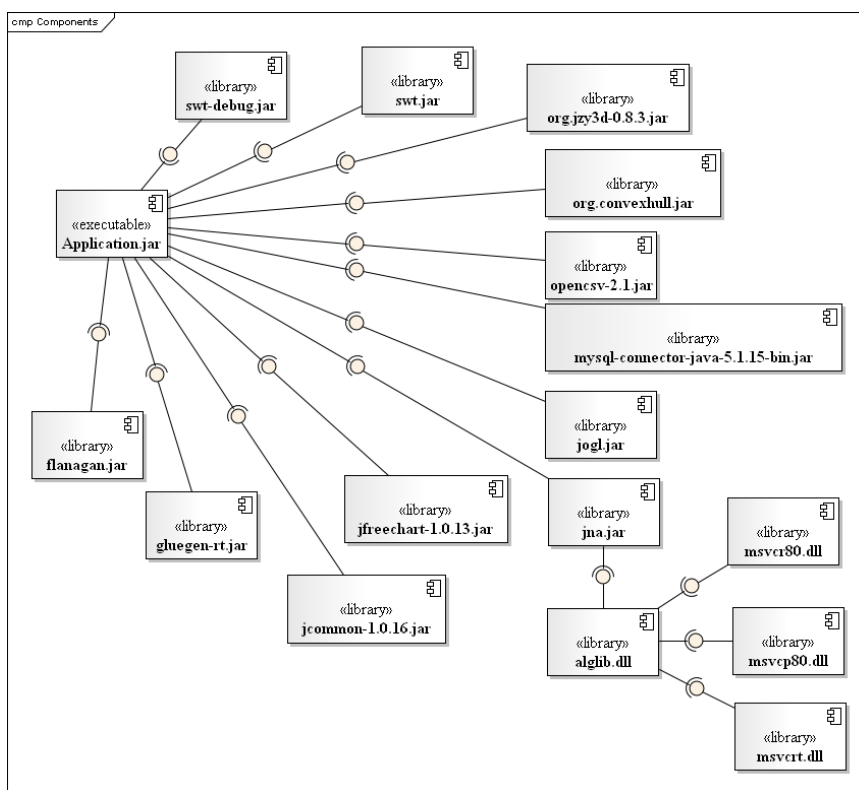 cmp Components
«library»
swt-debug.jar
«library»
swt.jar
«library»
org.jzy3d-0.8.3.jar
«library»
org.convexhull.jar
«executable»
Application.jar
«library»
opencsv-2.1.jar
«library»
mysql-connector-java-5.1.15-bin.jar
«library»
jogl.jar
«library»
flanagan.jar
«library»
gluegen-rt.jar
«library»
jfreechart-1.0.13.jar
«library»
jna.jar
«library»
msvcr80.dll
«library»
jcommon-1.0.16.jar
«library»
alglib.dll
«library»
msvcp80.dll
«library»
msvcrt.dll